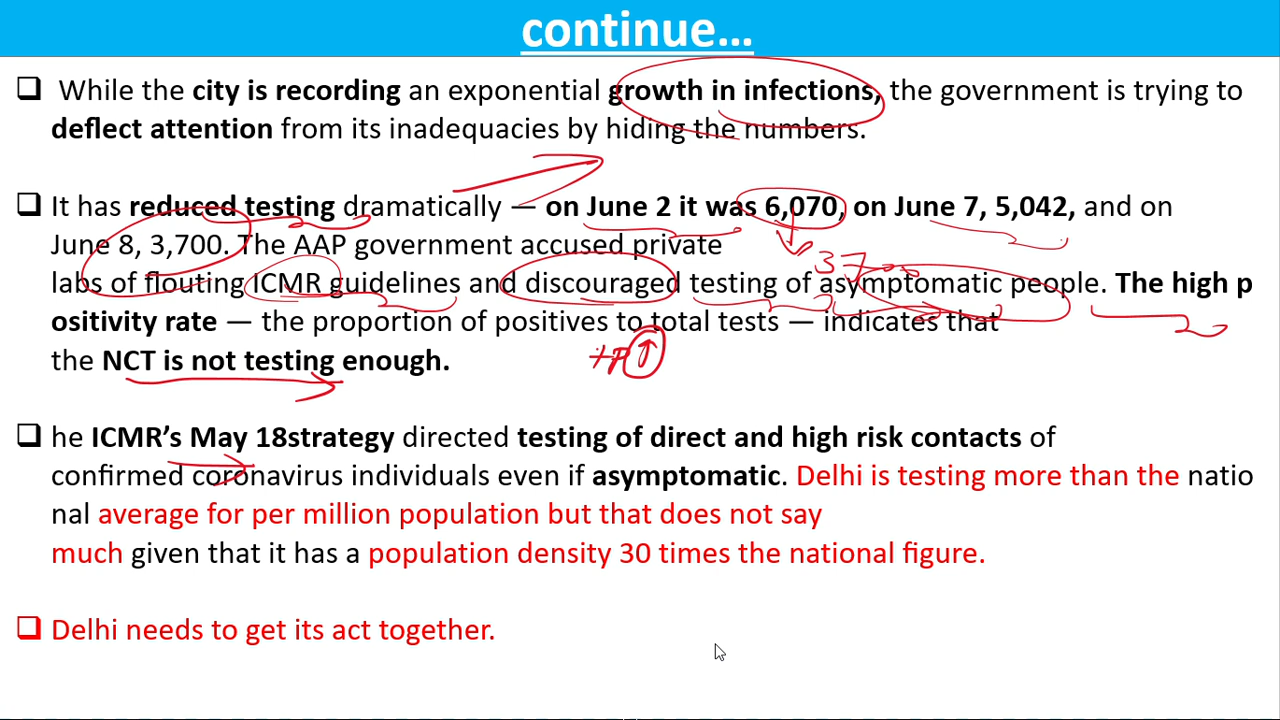 continue...
❑ While the city is recording an exponential growth in infections, the government is trying to
deflect attention from its inadequacies by hiding the numbers.
❑ It has reduced testing dramatically — on June 2 it was 6,070, on June 7, 5,042, and on
June 8, 3,700. The AAP government accused private
labs of flouting ICMR guidelines and discouraged testing of asymptomatic people. The high p
ositivity rate — the proportion of positives to total tests — indicates that
the NCT is not testing enough.
❑ he ICMR’s May 18strategy directed testing of direct and high risk contacts of
confirmed coronavirus individuals even if asymptomatic. Delhi is testing more than the natio
nal average for per million population but that does not say
much given that it has a population density 30 times the national figure.
❑ Delhi needs to get its act together.
3700